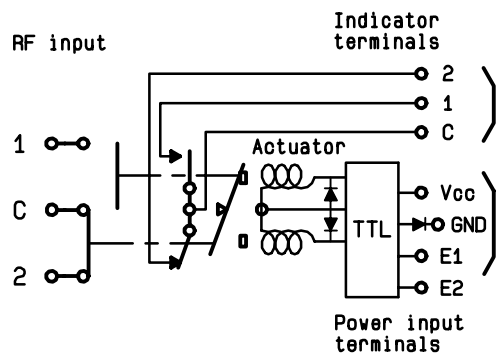 Indicator
terminals
RF input
2
1
C
Actuator
1
C
2
TTL
Vcc
GND
E1
E2
Power input
terminals